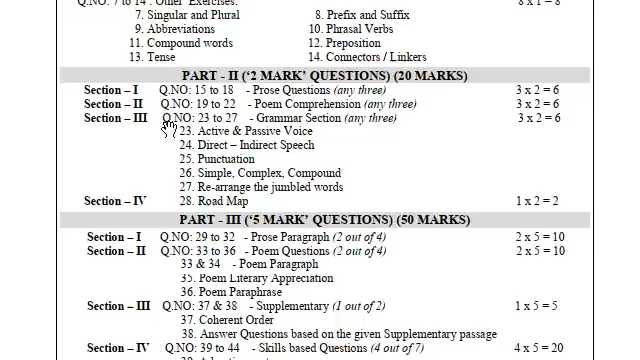 Q.NO: 7 to 14 : Other Exercises. 8 x 1 = 8
7. Singular and Plural 8. Prefix and Suffix
9. Abbreviations 10. Phrasal Verbs
11. Compound words 12. Preposition
13. Tense 14. Connectors / Linkers
PART - II (‘2 MARK’ QUESTIONS) (20 MARKS)
Section – I Q.NO: 15 to 18 - Prose Questions (any three) 3 x 2 = 6
Section – II Q.NO: 19 to 22 - Poem Comprehension (any three) 3 x 2 = 6
Section – III Q.NO: 23 to 27 - Grammar Section (any three) 3 x 2 = 6
23. Active & Passive Voice
24. Direct – Indirect Speech
25. Punctuation
26. Simple, Complex, Compound
27. Re-arrange the jumbled words
Section – IV 28. Road Map 1 x 2 = 2
PART - III (‘5 MARK’ QUESTIONS) (50 MARKS)
Section – I Q.NO: 29 to 32 - Prose Paragraph (2 out of 4) 2 x 5 = 10
Section – II Q.NO: 33 to 36 - Poem Questions (2 out of 4) 2 x 5 = 10
33 & 34 - Poem Paragraph
35. Poem Literary Appreciation
36. Poem Paraphrase
Section – III Q.NO: 37 & 38 - Supplementary (1 out of 2) 1 x 5 = 5
37. Coherent Order
38. Answer Questions based on the given Supplementary passage
Section – IV Q.NO: 39 to 44 - Skills based Questions (4 out of 7) 4 x 5 = 20